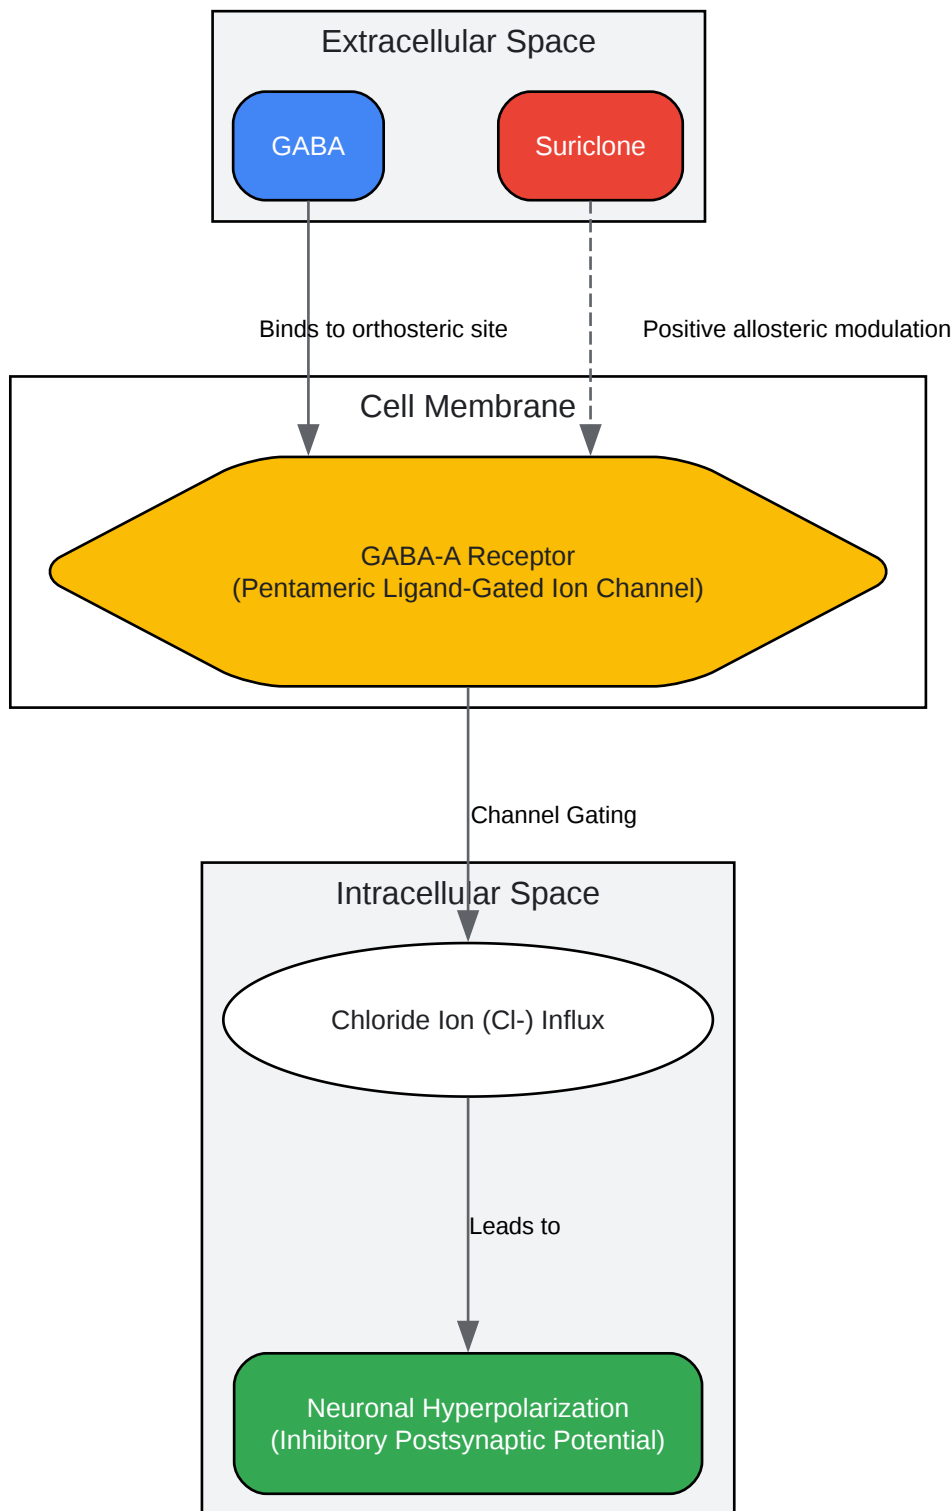 Extracellular Space
GABA
Suriclone
Binds to orthosteric site
Positive allosteric modulation
Cell Membrane
GABA-A Receptor
(Pentameric Ligand-Gated Ion Channel)
Channel Gating
Intracellular Space
Chloride Ion (Cl-) Influx
Leads to
Neuronal Hyperpolarization
(Inhibitory Postsynaptic Potential)